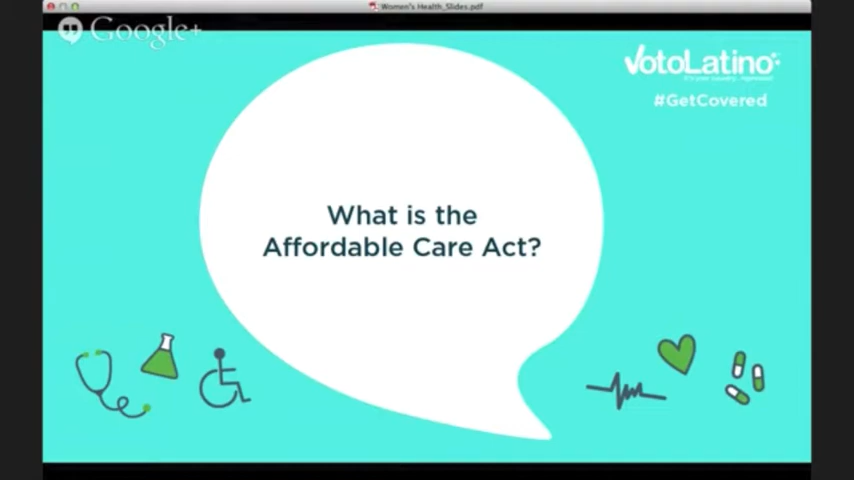 Women's Health_Slides.pdf
Google+
VotoLatino
#GetCovered
What is the
Affordable Care Act?